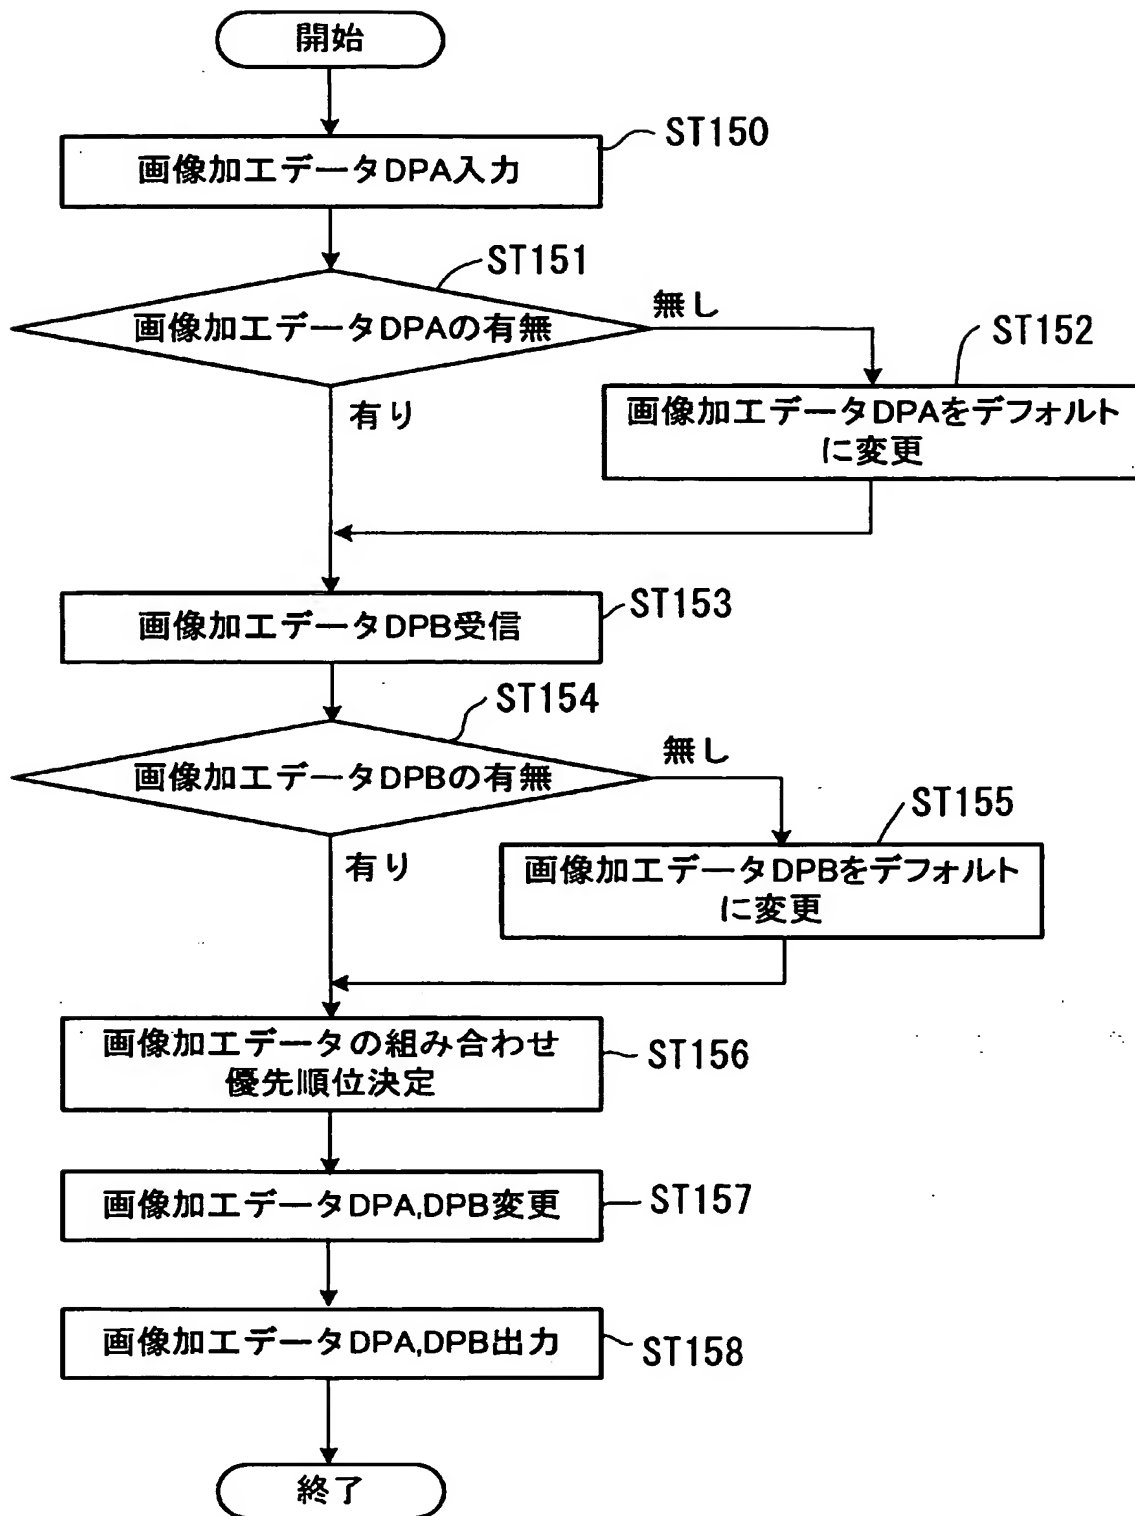 開始
ST150
画像加工データDPA入力
ST151
画像加工データDPAの有無
無し
ST152
有り
画像加工データDPAをデフォルト
に変更
ST153
画像加工データDPB受信
ST154
画像加工データDPBの有無
無し
ST155
有り
画像加工データDPBをデフォルト
に変更
画像加工データの組み合わせ
優先順位決定
ST156
画像加工データDPA,DPB変更
ST157
画像加工データDPA,DPB出力
ST158
終了